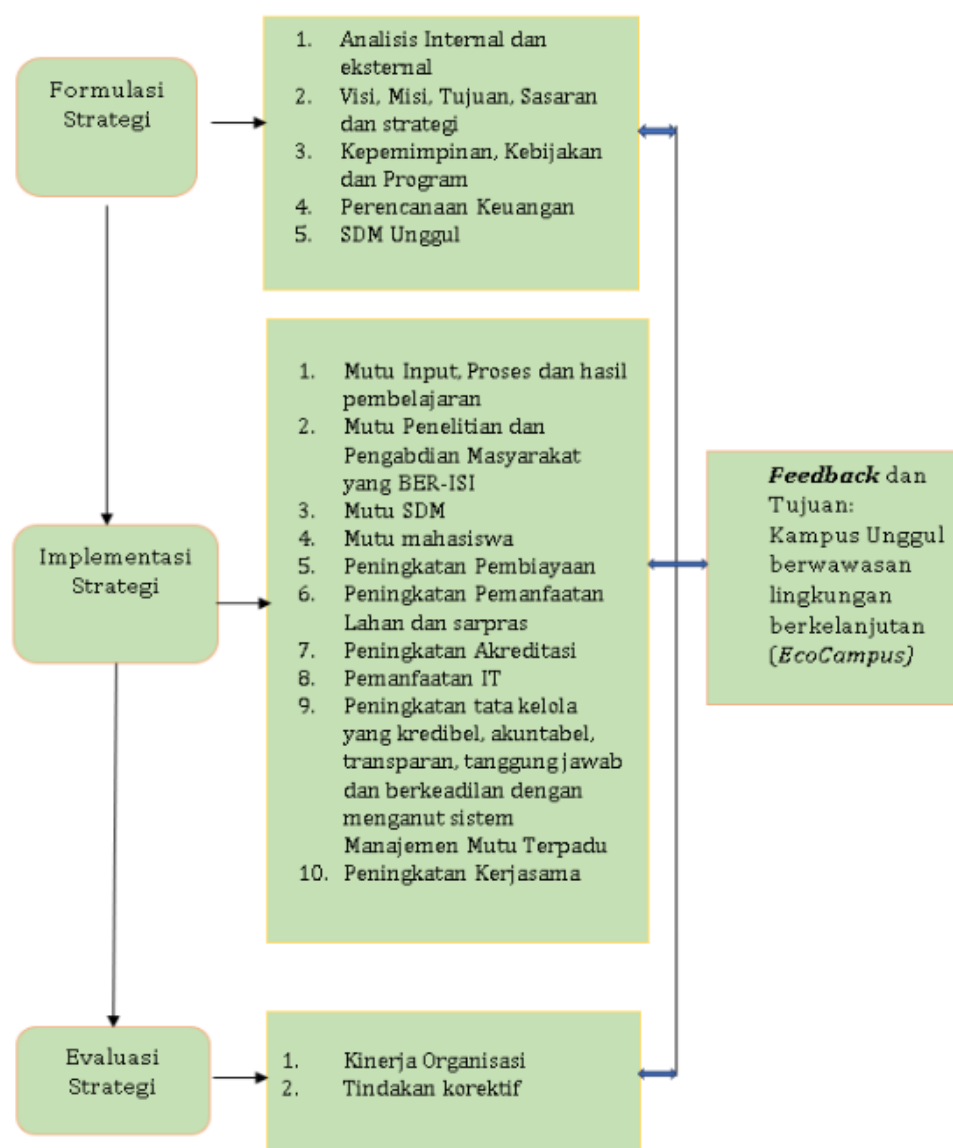 Formulasi
Strategi
1. Analisis Internal dan
eksternal
2. Visi, Misi, Tujuan, Sasaran
dan strategi
3. Kepemimpinan, Kebijakan
dan Program
4. Perencanaan Keuangan
5. SDM Unggul
Implementasi
Strategi
1. Mutu Input, Proses dan hasil
pembelajaran
2. Mutu Penelitian dan
Pengabdian Masyarakat
yang BER-ISI
3. Mutu SDM
4. Mutu mahasiswa
5. Peningkatan Pembiayaan
6. Peningkatan Pemanfaatan
Lahan dan sarpras
7. Peningkatan Akreditasi
8. Pemanfaatan IT
9. Peningkatan tata kelola
yang kredibel, akuntabel,
transparan, tanggung jawab
dan berkeadilan dengan
menganut sistem
Manajemen Mutu Terpadu
10. Peningkatan Kerjasama
Feedback dan
Tujuan:
Kampus Unggul
berwawasan
lingkungan
berkelanjutan
(EcoCampus)
Evaluasi
Strategi
1. Kinerja Organisasi
2. Tindakan korektif